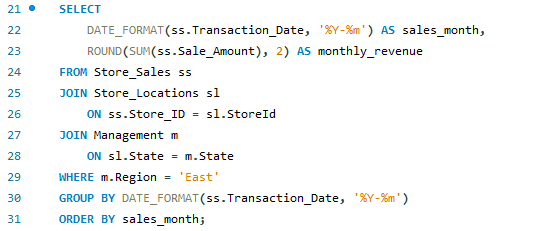 21 SELECT
22 DATE_FORMAT(ss.Transaction_Date, '%Y-%m') AS sales_month,
23 ROUND(SUM(ss.Sale_Amount), 2) AS monthly_revenue
24 FROM Store_Sales ss
25 JOIN Store_Locations sl
26 ON ss.Store_ID = sl.StoreId
27 JOIN Management m
28 ON sl.State = m.State
29 WHERE m.Region = 'East'
30 GROUP BY DATE_FORMAT(ss.Transaction_Date, '%Y-%m')
31 ORDER BY sales_month;